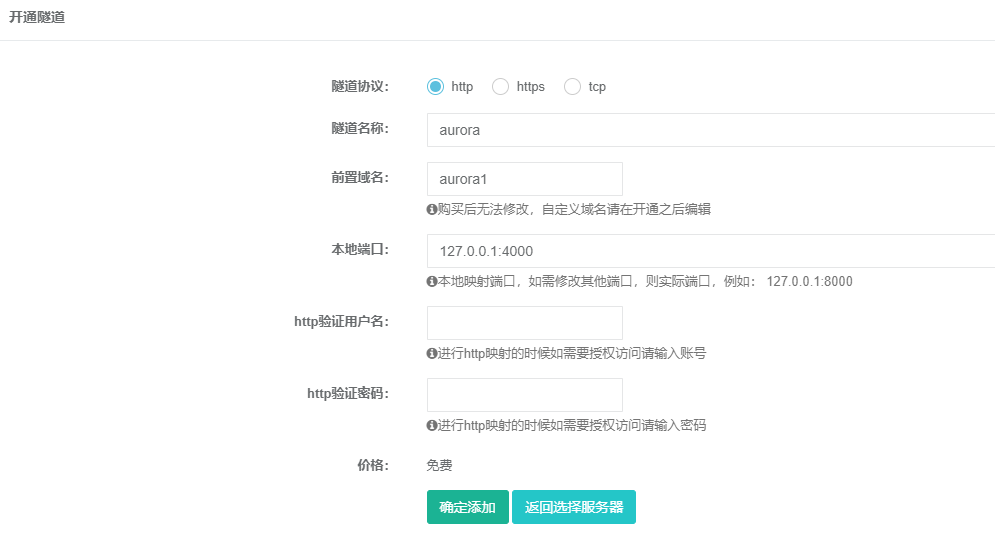 开通隧道
隧道协议： http https tcp
隧道名称： aurora
前置域名： aurora1
购买后无法修改，自定义域名请在开通之后编辑
本地端口： 127.0.0.1:4000
本地映射端口，如需修改其他端口，则实际端口，例如： 127.0.0.1:8000
http验证用户名：
进行http映射的时候如需要授权访问请输入账号
http验证密码：
进行http映射的时候如需要授权访问请输入密码
价格： 免费
确定添加 返回选择服务器